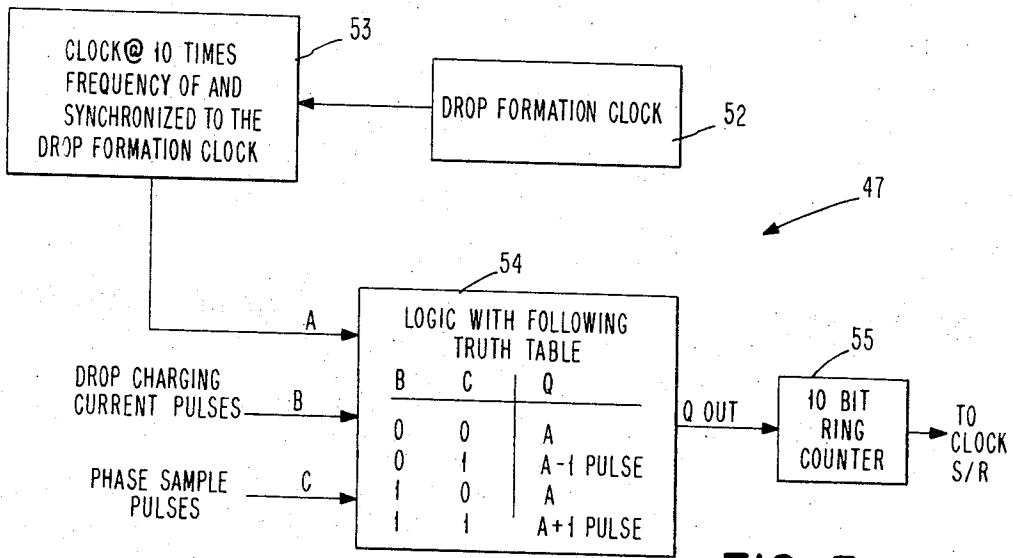 53
CLOCK@ 10 TIMES
FREQUENCY OF AND
SYNCHRONIZED TO THE
DROP FORMATION CLOCK
DROP FORMATION CLOCK
52
47
54
A
LOGIC WITH FOLLOWING
TRUTH TABLE
B C Q
0 0 A
0 1 A-1 PULSE
1 0 A
1 1 A+1 PULSE
DROP CHARGING
CURRENT PULSES
B
PHASE SAMPLE
PULSES
C
Q OUT
55
10 BIT
RING
COUNTER
TO
CLOCK
S/R